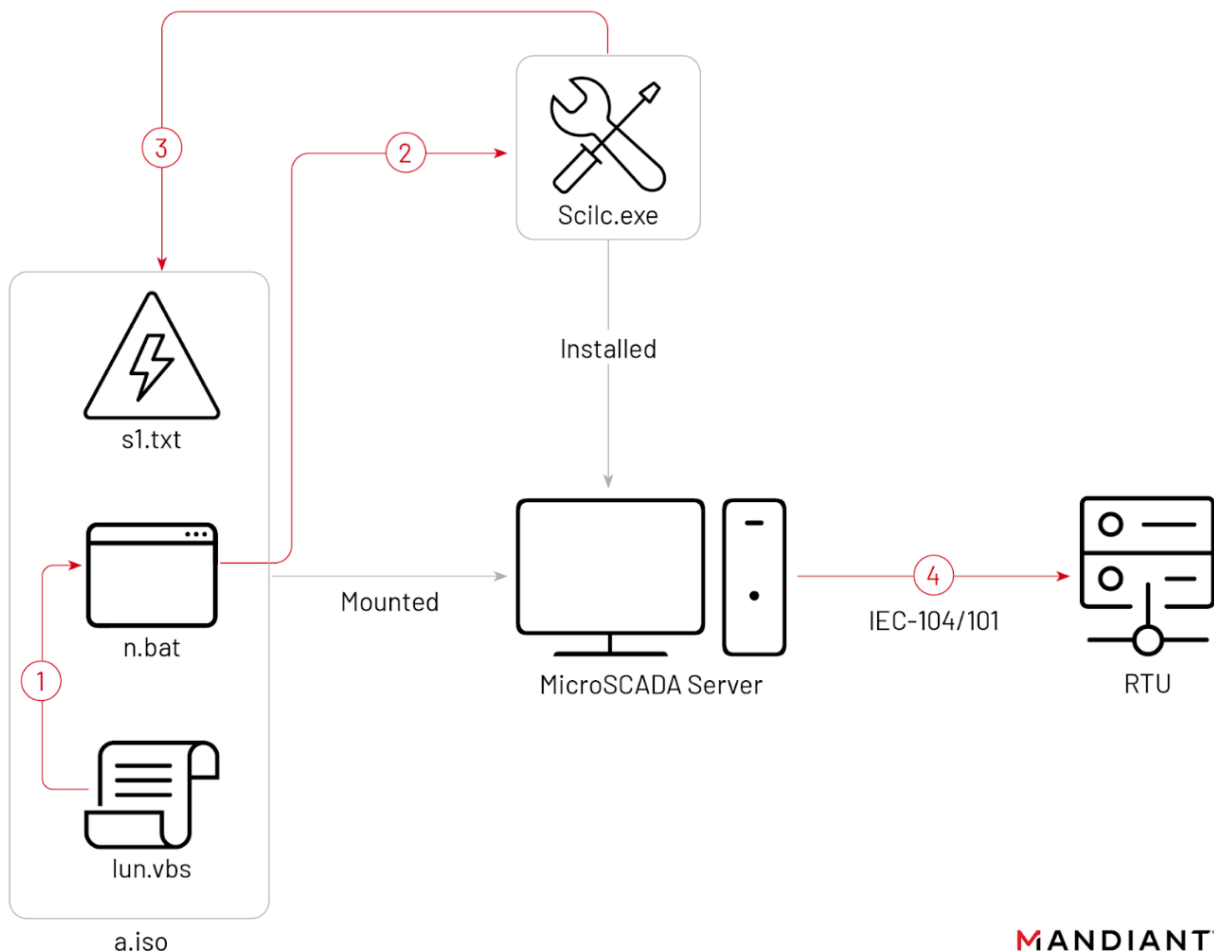 3
2
Scilc.exe
Installed
s1.txt
n.bat
Mounted
1
4
IEC-104/101
MicroSCADA Server
RTU
lun.vbs
a.iso
MANDIANT